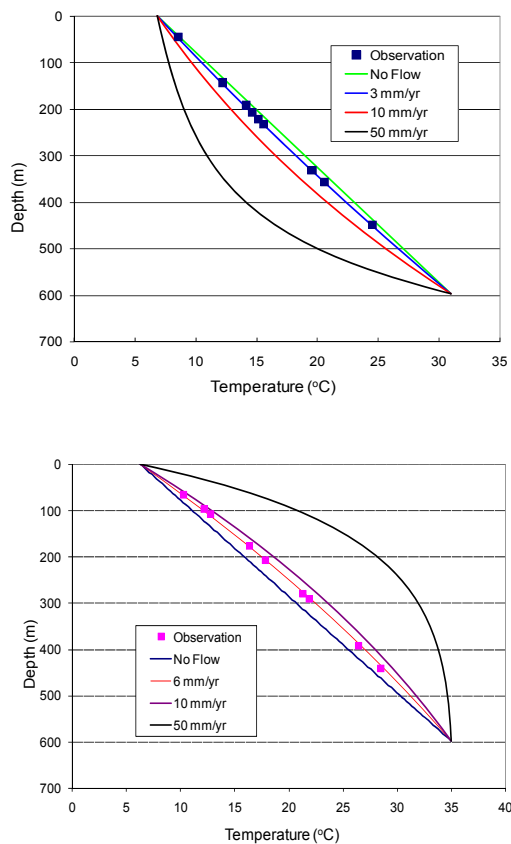 0
100
200
300
400
500
600
700
Depth (m)
Observation
No Flow
3 mm/yr
10 mm/yr
50 mm/yr
0 5 10 15 20 25 30 35
Temperature (°C)
0
100
200
300
400
500
600
700
Depth (m)
Observation
No Flow
6 mm/yr
10 mm/yr
50 mm/yr
0 5 10 15 20 25 30 35 40
Temperature (°C)